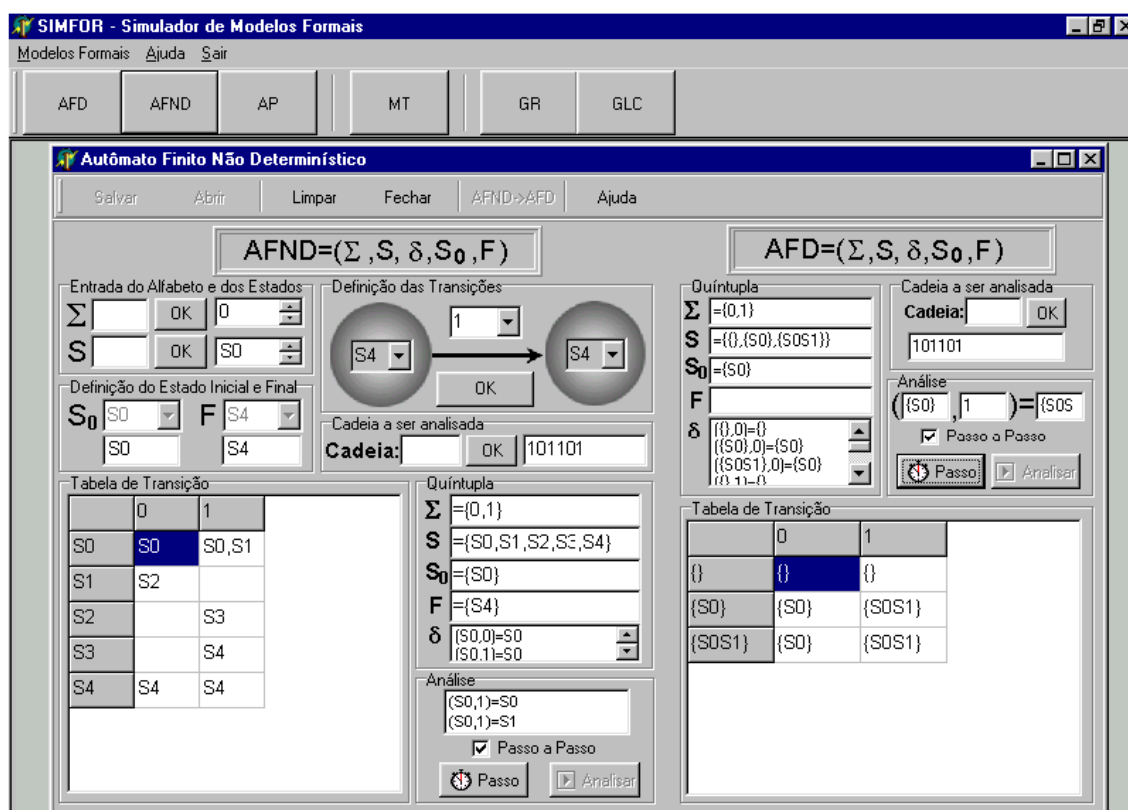 SIMFOR - Simulador de Modelos Formais
Modelos Formais Ajuda Sair
AFD AFND AP MT GR GLC
Autômato Finito Não Determinístico
Salvar Abrir Limpar Fechar AFND->AFD Ajuda
AFND=(Σ,S, δ,S₀,F)
Entrada do Alfabeto e dos Estados
Σ OK 0
S OK S0
Definição do Estado Inicial e Final
S₀ S0 F S4
S0 S4
Definição das Transições
1
S4 S4
OK
Cadeia a ser analisada
Cadeia: OK 101101
Tabela de Transição
0 1
S0 S0 S0,S1
S1 S2
S2 S3
S3 S4
S4 S4 S4
Quíntupla
Σ ={0,1}
S ={S0,S1,S2,S3,S4}
S₀ ={S0}
F ={S4}
δ (S0,0)=S0
(S0,1)=S0
Análise
(S0,1)=S0
(S0,1)=S1
Passo a Passo
Passo Analisar
AFD=(Σ,S, δ,S₀,F)
Quíntupla
Σ ={0,1}
S ={{},{S0},{S0S1}}
S₀ ={S0}
F
δ ({},0)={}
({S0},0)={S0}
({S0S1},0)={S0}
({},1)={}
Cadeia a ser analisada
Cadeia: OK
101101
Análise
({S0} ,1 )={S0S
Passo a Passo
Passo Analisar
Tabela de Transição
0 1
{} {} {}
{S0} {S0} {S0S1}
{S0S1} {S0} {S0S1}